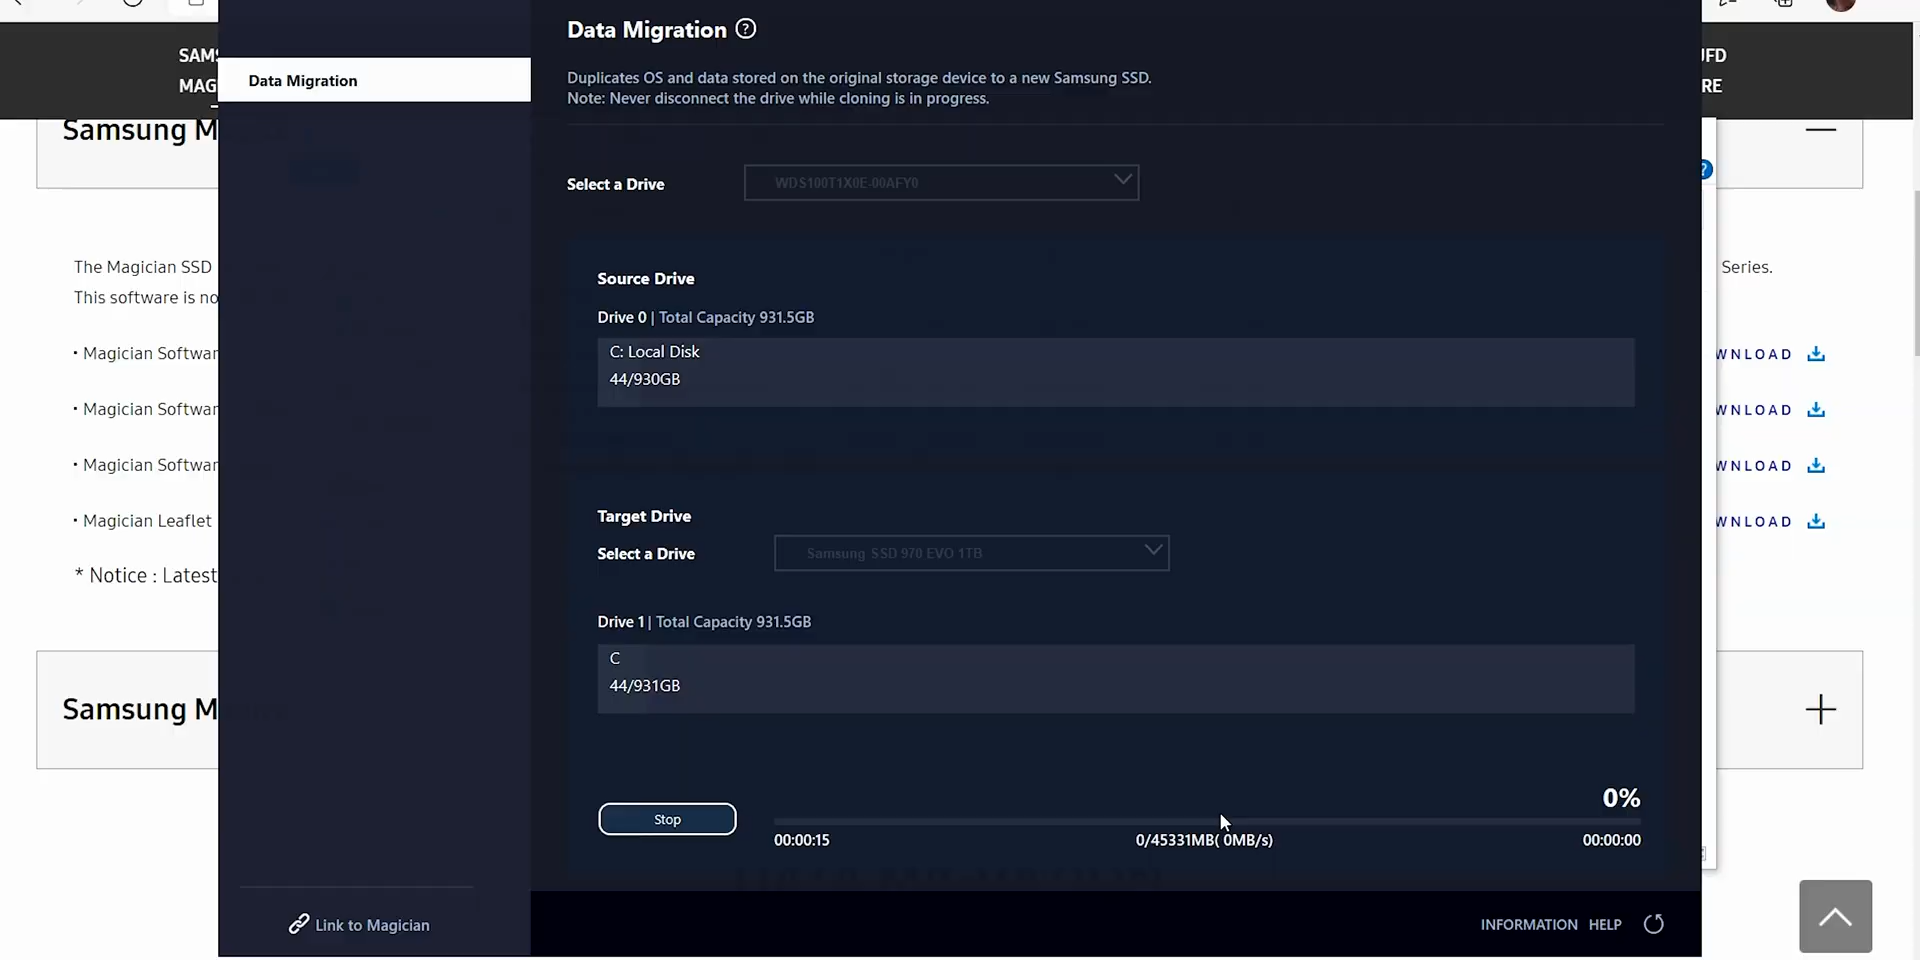 SAMS
MAG
JFD
RE
Data Migration
Data Migration ?
Duplicates OS and data stored on the original storage device to a new Samsung SSD.
Note: Never disconnect the drive while cloning is in progress.
Samsung M
Select a Drive
WDS100T1X0E-00AFY0
?
The Magician SSD
Series.
This software is no
Source Drive
Drive 0 | Total Capacity 931.5GB
C: Local Disk
44/930GB
• Magician Softwar
WNLOAD
• Magician Softwar
WNLOAD
• Magician Softwar
WNLOAD
• Magician Leaflet
WNLOAD
* Notice : Latest
Target Drive
Select a Drive
Samsung SSD 970 EVO 1TB
Drive 1 | Total Capacity 931.5GB
C
44/931GB
Samsung M
0%
Stop
00:00:15
0/45331MB( 0MB/s)
00:00:00
Link to Magician
INFORMATION HELP